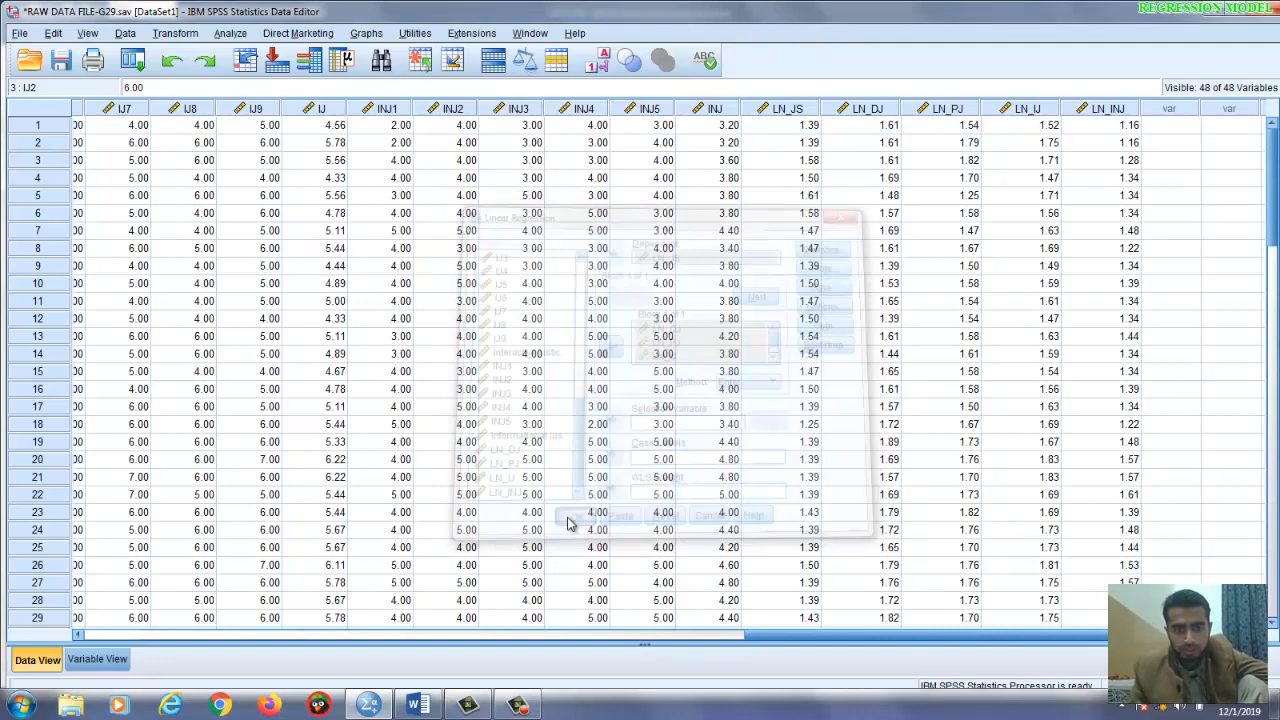 REGRESSION MODEL
*RAW DATA FILE-G29.sav [DataSet1] - IBM SPSS Statistics Data Editor
File Edit View Data Transform Analyze Direct Marketing Graphs Utilities Extensions Window Help
3 : IJ2 6.00 Visible: 48 of 48 Variables
IJ7 IJ8 IJ9 IJ INJ1 INJ2 INJ3 INJ4 INJ5 INJ LN_JS LN_DJ LN_PJ LN_IJ LN_INJ var var
1 00 4.00 4.00 5.00 4.56 2.00 4.00 3.00 4.00 3.00 3.20 1.39 1.61 1.54 1.52 1.16
2 00 6.00 6.00 6.00 5.78 2.00 4.00 3.00 3.00 4.00 3.20 1.39 1.61 1.79 1.75 1.16
3 00 5.00 6.00 5.00 5.56 4.00 4.00 3.00 3.00 4.00 3.60 1.58 1.61 1.82 1.71 1.28
4 00 5.00 4.00 4.00 4.33 4.00 4.00 3.00 4.00 4.00 3.80 1.50 1.69 1.70 1.47 1.34
5 00 6.00 6.00 6.00 5.56 3.00 5.00 4.00 3.00 4.00 3.80 1.61 1.48 1.25 1.71 1.34
6 00 5.00 4.00 6.00 4.78 4.00 4.00 3.00 5.00 3.00 3.80 1.58 1.57 1.58 1.56 1.34
7 00 4.00 4.00 5.00 5.11 5.00 5.00 4.00 1.47 1.69 1.47 1.63 1.48
8 00 6.00 6.00 5.00 5.44 4.00 3.00 3.00 3.00 4.00 3.40 1.47 1.61 1.67 1.69 1.22
9 00 4.00 4.00 5.00 4.44 4.00 5.00 3.00 3.00 4.00 3.80 1.39 1.39 1.50 1.49 1.34
10 00 5.00 5.00 5.00 4.89 4.00 5.00 3.00 4.00 4.00 4.00 1.50 1.53 1.58 1.59 1.39
11 00 5.00 4.00 5.00 5.00 4.00 4.00 3.00 5.00 3.00 3.80 1.47 1.65 1.54 1.61 1.34
12 00 5.00 4.00 4.00 4.33 4.00 3.00 4.00 4.00 4.00 3.80 1.50 1.39 1.50 1.47 1.34
13 00 6.00 6.00 5.00 5.11 3.00 4.00 4.00 5.00 5.00 4.20 1.54 1.61 1.58 1.63 1.44
14 00 6.00 5.00 5.00 4.89 3.00 4.00 4.00 5.00 3.00 3.80 1.54 1.44 1.61 1.59 1.34
15 00 5.00 4.00 5.00 4.67 4.00 3.00 3.00 4.00 5.00 3.80 1.47 1.65 1.58 1.54 1.34
16 00 4.00 5.00 6.00 4.78 4.00 5.00 3.00 4.00 4.00 4.00 1.50 1.61 1.58 1.56 1.39
17 00 6.00 6.00 5.00 5.11 4.00 5.00 4.00 3.00 3.00 3.80 1.39 1.57 1.50 1.63 1.34
18 00 6.00 6.00 5.00 5.44 5.00 4.00 3.00 2.00 3.00 3.40 1.25 1.72 1.67 1.69 1.22
19 00 6.00 5.00 6.00 5.33 4.00 4.00 4.00 5.00 5.00 4.40 1.39 1.89 1.76 1.67 1.48
20 00 6.00 6.00 7.00 6.22 4.00 5.00 5.00 5.00 5.00 4.80 1.39 1.70 1.76 1.83 1.57
21 00 7.00 7.00 6.00 6.22 4.00 5.00 5.00 5.00 5.00 4.80 1.39 1.57 1.70 1.83 1.57
22 00 7.00 5.00 5.00 5.44 5.00 5.00 5.00 5.00 5.00 5.00 1.39 1.76 1.70 1.69 1.61
23 00 6.00 6.00 5.00 5.44 4.00 4.00 4.00 4.00 4.00 4.00 1.43 1.79 1.82 1.69 1.39
24 00 5.00 6.00 6.00 5.67 4.00 5.00 5.00 4.00 4.00 4.40 1.39 1.72 1.76 1.73 1.48
25 00 5.00 6.00 6.00 5.67 4.00 4.00 4.00 5.00 4.00 4.20 1.39 1.65 1.70 1.73 1.44
26 00 5.00 6.00 7.00 6.11 4.00 5.00 5.00 5.00 4.00 4.60 1.50 1.79 1.76 1.81 1.53
27 00 6.00 6.00 5.00 5.78 5.00 5.00 5.00 5.00 4.00 4.80 1.39 1.76 1.76 1.75 1.57
28 00 6.00 6.00 5.00 5.67 4.00 4.00 4.00 4.00 5.00 4.20 1.39 1.72 1.70 1.73
29 00 6.00 6.00 6.00 5.78 4.00 4.00 4.00 5.00 5.00 4.40 1.43 1.82 1.70 1.75
Linear Regression
Data View Variable View
IBM SPSS Statistics Processor is ready
12/1/2019